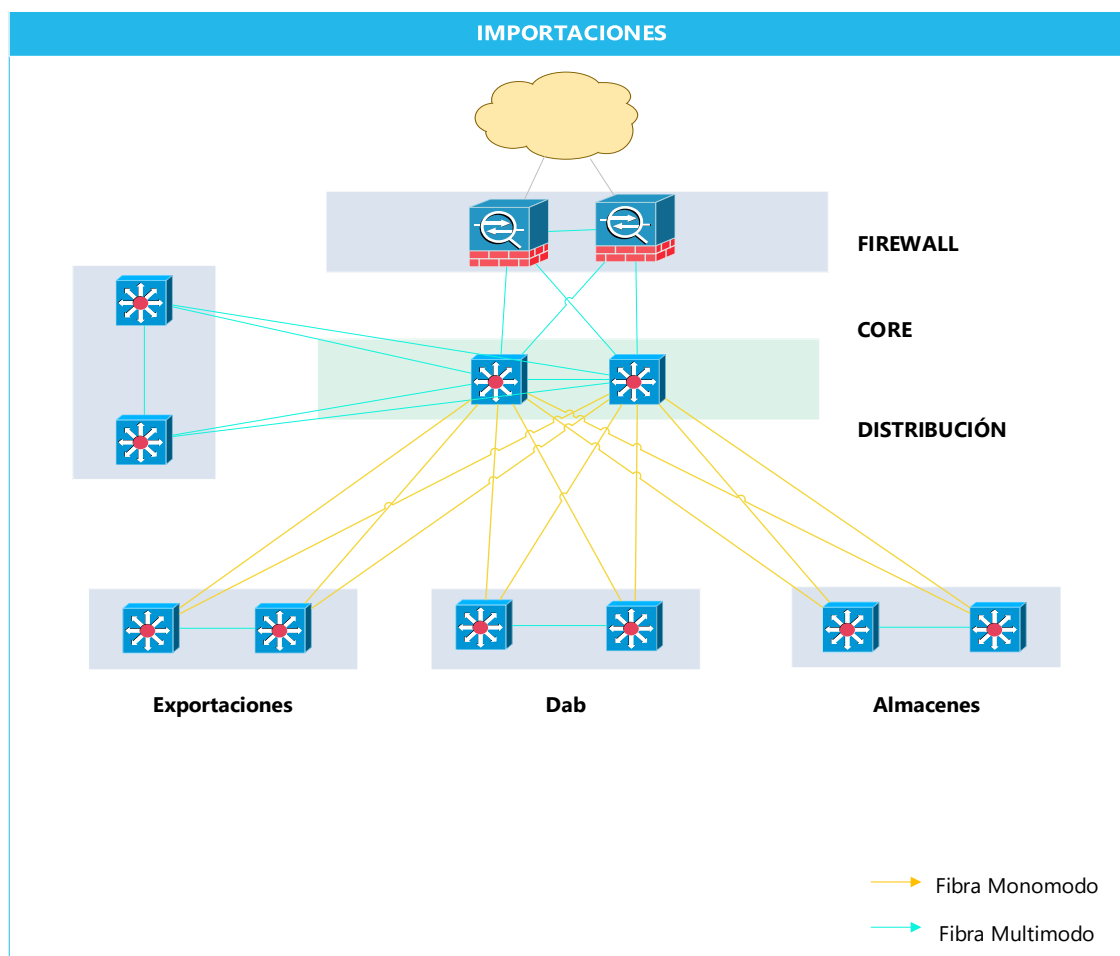 IMPORTACIONES
FIREWALL
CORE
DISTRIBUCIÓN
Exportaciones
Dab
Almacenes
Fibra Monomodo
Fibra Multimodo